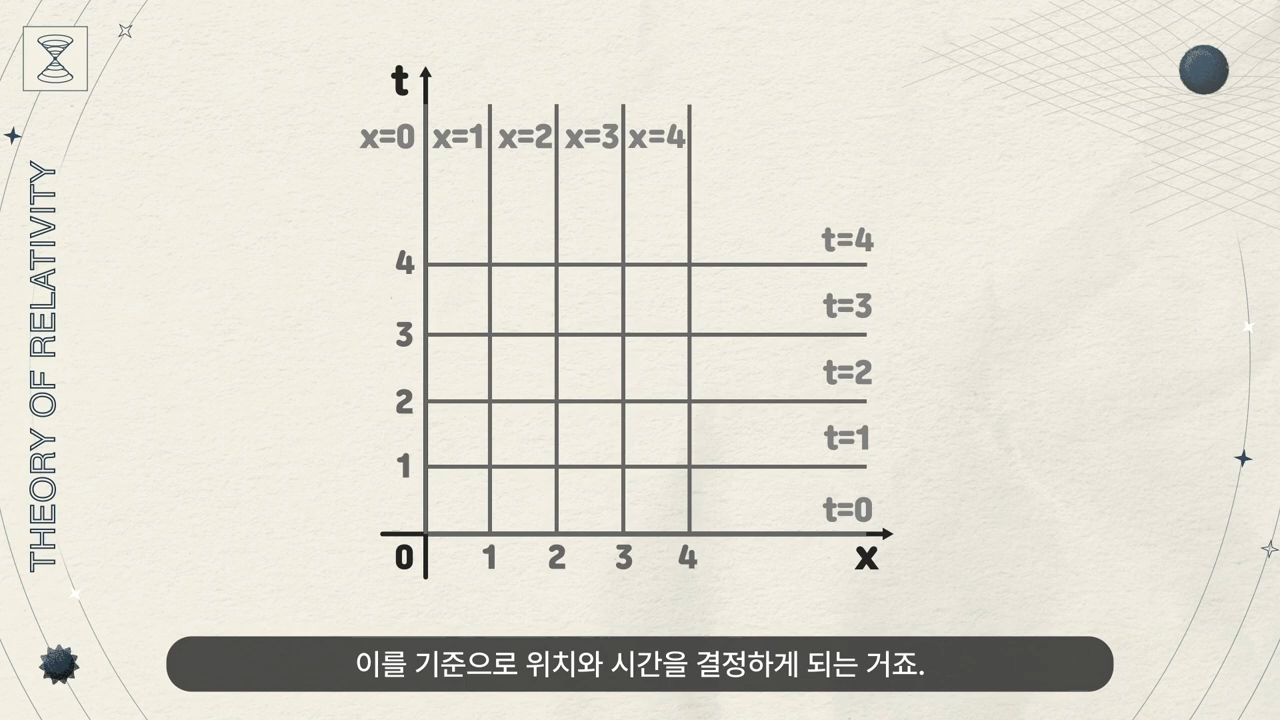 THEORY OF RELATIVITY
t
x=0 x=1 x=2 x=3 x=4
t=4
4
t=3
3
t=2
2
t=1
1
t=0
0 1 2 3 4 x
이를 기준으로 위치와 시간을 결정하게 되는 거죠.